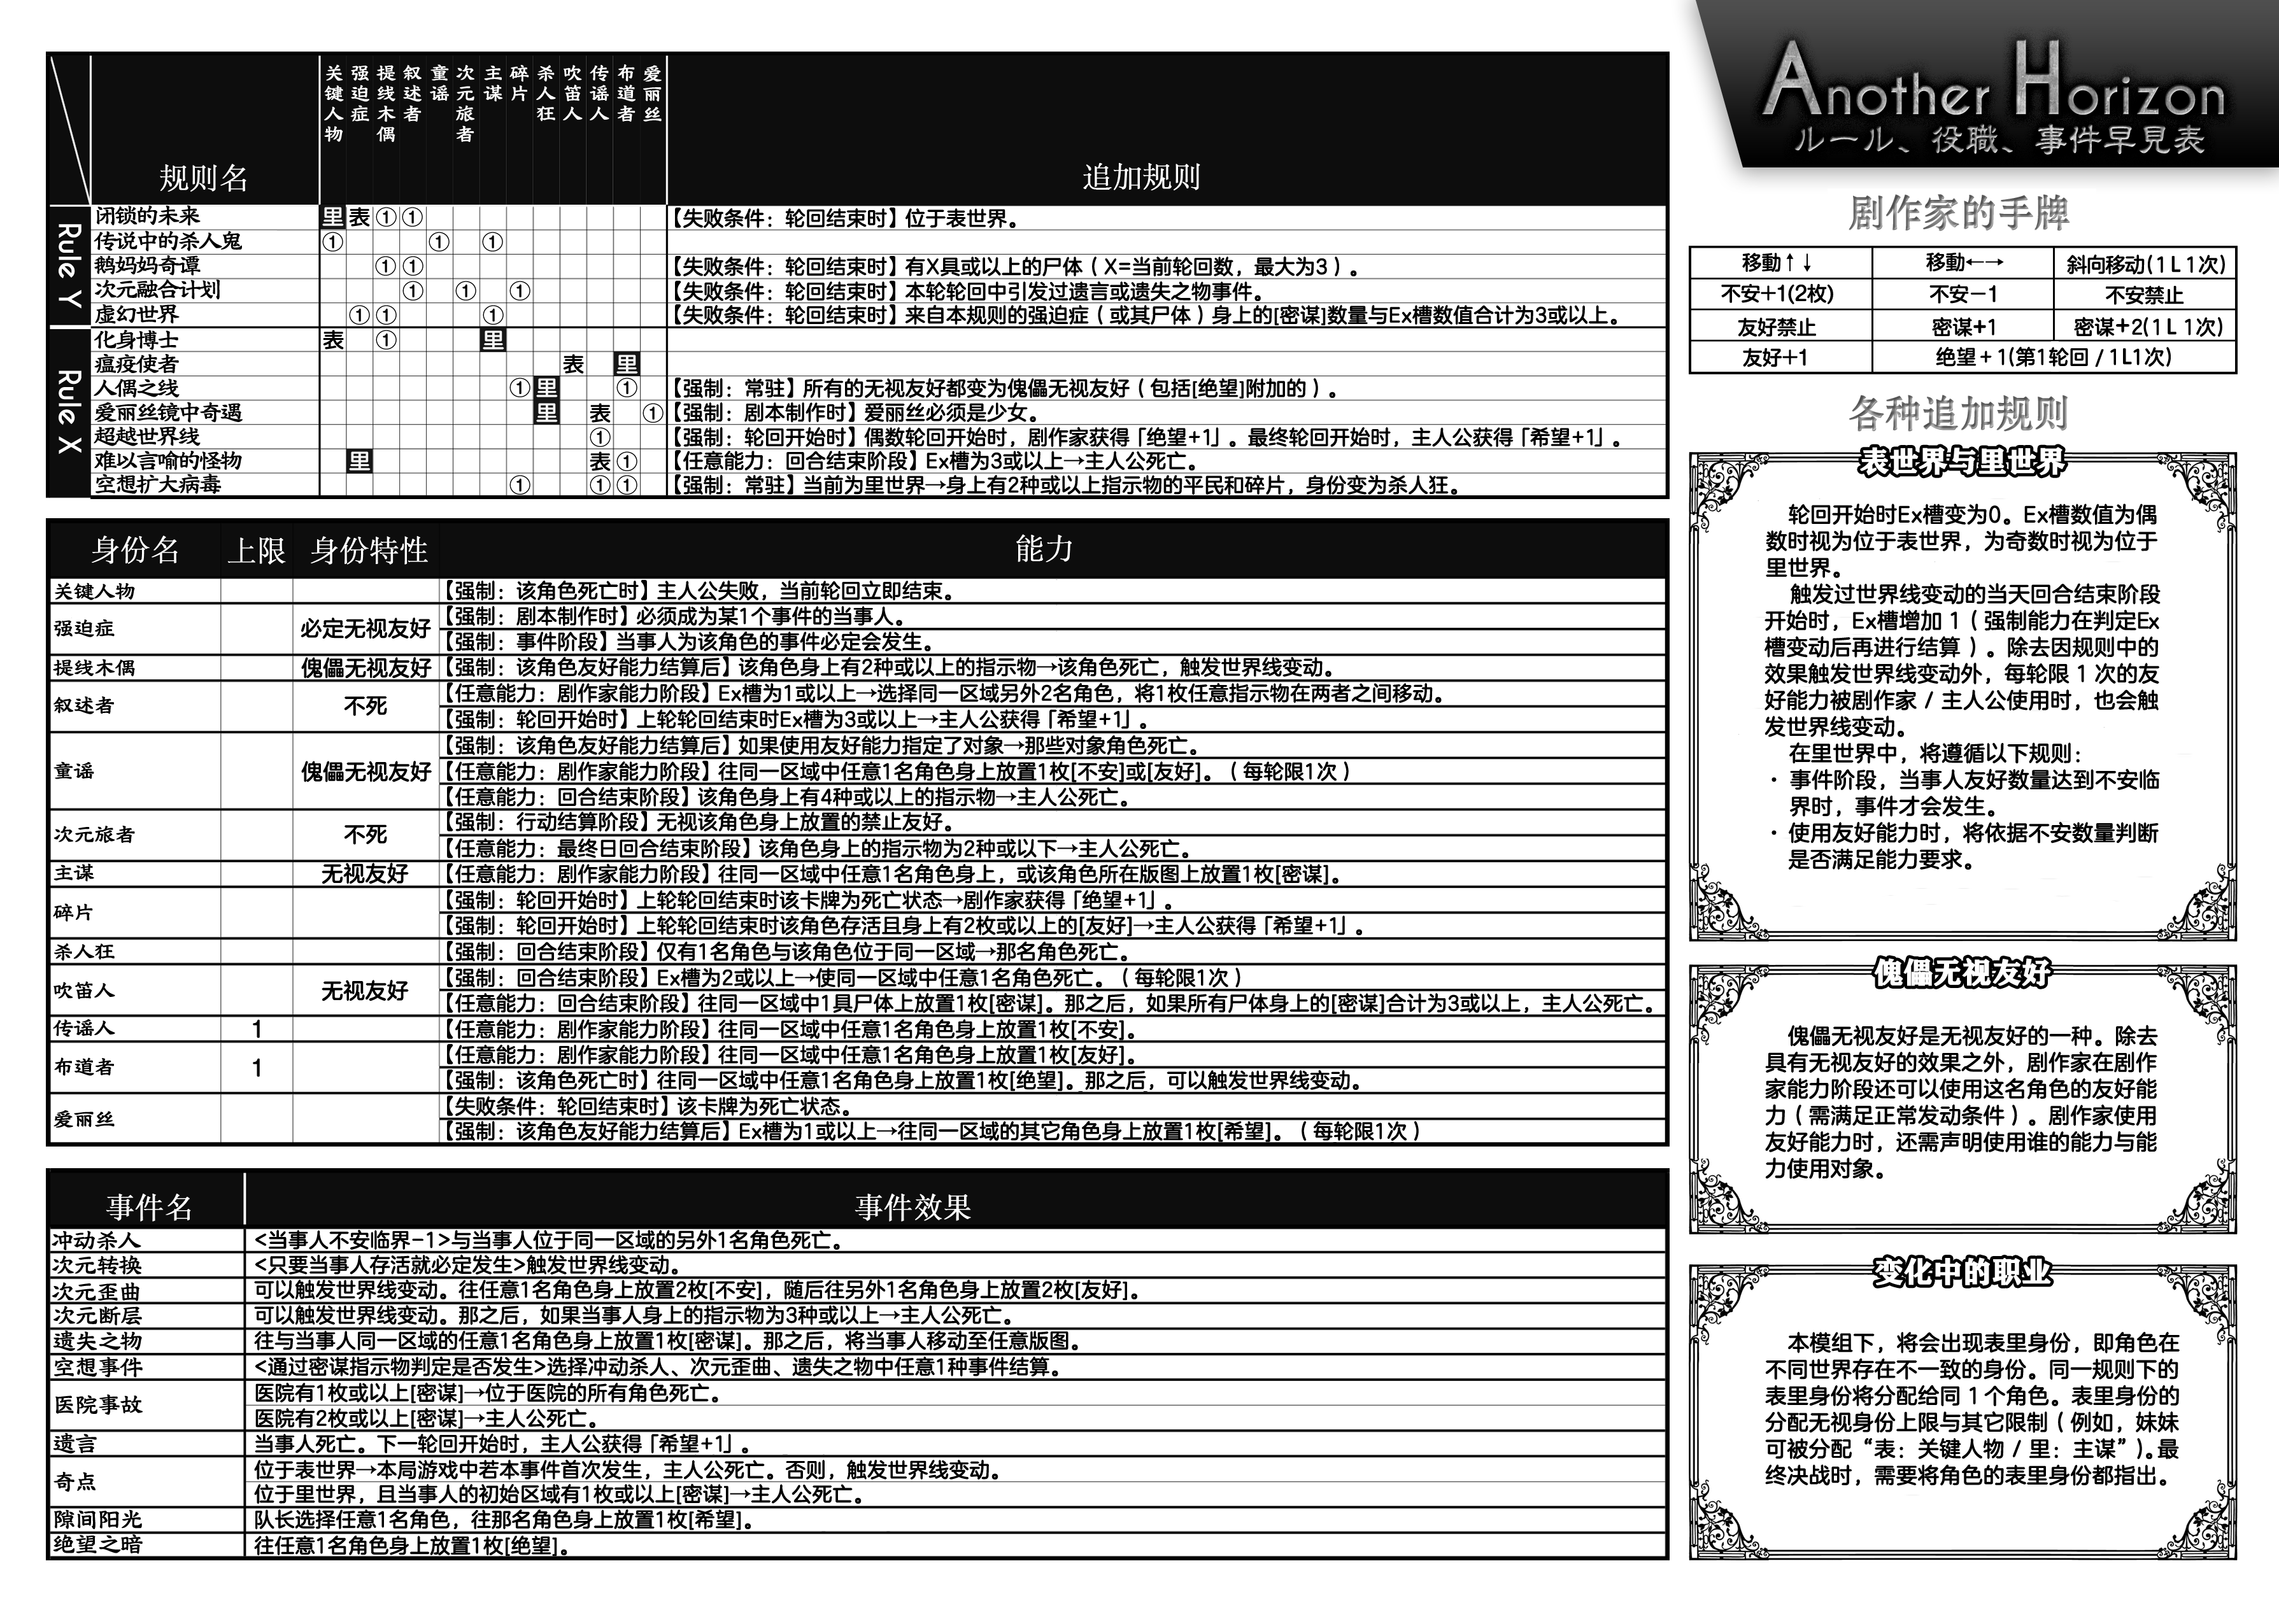 Another Horizon
ルール、役職、事件早見表
规则名 关键人物 强迫症 提线木偶 叙述者 童谣 次元旅者 主谋 碎片 杀人狂 吹笛人 传谣人 布道者 爱丽丝 追加规则
Rule Y
闭锁的未来 里 表 ① ① 【失败条件：轮回结束时】位于表世界。
传说中的杀人鬼 ① ① ①
鹅妈妈奇谭 ① ① 【失败条件：轮回结束时】有X具或以上的尸体（X=当前轮回数，最大为3）。
次元融合计划 ① ① ① 【失败条件：轮回结束时】本轮轮回中引发过遗言或遗失之物事件。
虚幻世界 ① ① ① 【失败条件：轮回结束时】来自本规则的强迫症（或其尸体）身上的[密谋]数量与Ex槽数值合计为3或以上。
Rule X
化身博士 表 ① 里
瘟疫使者 表 里
人偶之线 ① 里 ① 【强制：常驻】所有的无视友好都变为傀儡无视友好（包括[绝望]附加的）。
爱丽丝镜中奇遇 里 表 ① 【强制：剧本制作时】爱丽丝必须是少女。
超越世界线 ① 【强制：轮回开始时】偶数轮回开始时，剧作家获得「绝望+1」。最终轮回开始时，主人公获得「希望+1」。
难以言喻的怪物 里 表 ① 【任意能力：回合结束阶段】Ex槽为3或以上→主人公死亡。
空想扩大病毒 ① ① ① 【强制：常驻】当前为里世界→身上有2种或以上指示物的平民和碎片，身份变为杀人狂。
身份名 上限 身份特性 能力
关键人物 【强制：该角色死亡时】主人公失败，当前轮回立即结束。
强迫症 必定无视友好 【强制：剧本制作时】必须成为某1个事件的当事人。
【强制：事件阶段】当事人为该角色的事件必定会发生。
提线木偶 傀儡无视友好 【强制：该角色友好能力结算后】该角色身上有2种或以上的指示物→该角色死亡，触发世界线变动。
叙述者 不死 【任意能力：剧作家能力阶段】Ex槽为1或以上→选择同一区域另外2名角色，将1枚任意指示物在两者之间移动。
【强制：轮回开始时】上轮轮回结束时Ex槽为3或以上→主人公获得「希望+1」。
童谣 傀儡无视友好 【强制：该角色友好能力结算后】如果使用友好能力指定了对象→那些对象角色死亡。
【任意能力：剧作家能力阶段】往同一区域中任意1名角色身上放置1枚[不安]或[友好]。（每轮限1次）
【任意能力：回合结束阶段】该角色身上有4种或以上的指示物→主人公死亡。
次元旅者 不死 【强制：行动结算阶段】无视该角色身上放置的禁止友好。
【任意能力：最终日回合结束阶段】该角色身上的指示物为2种或以下→主人公死亡。
主谋 无视友好 【任意能力：剧作家能力阶段】往同一区域中任意1名角色身上，或该角色所在版图上放置1枚[密谋]。
碎片 【强制：轮回开始时】上轮轮回结束时该卡牌为死亡状态→剧作家获得「绝望+1」。
【强制：轮回开始时】上轮轮回结束时该角色存活且身上有2枚或以上的[友好]→主人公获得「希望+1」。
杀人狂 【强制：回合结束阶段】仅有1名角色与该角色位于同一区域→那名角色死亡。
吹笛人 无视友好 【强制：回合结束阶段】Ex槽为2或以上→使同一区域中任意1名角色死亡。（每轮限1次）
【任意能力：回合结束阶段】往同一区域中1具尸体上放置1枚[密谋]。那之后，如果所有尸体身上的[密谋]合计为3或以上，主人公死亡。
传谣人 1 【任意能力：剧作家能力阶段】往同一区域中任意1名角色身上放置1枚[不安]。
布道者 1 【任意能力：剧作家能力阶段】往同一区域中任意1名角色身上放置1枚[友好]。
【强制：该角色死亡时】往同一区域中任意1名角色身上放置1枚[绝望]。那之后，可以触发世界线变动。
爱丽丝 【失败条件：轮回结束时】该卡牌为死亡状态。
【强制：该角色友好能力结算后】Ex槽为1或以上→往同一区域的其它角色身上放置1枚[希望]。（每轮限1次）
事件名 事件效果
冲动杀人 <当事人不安临界-1>与当事人位于同一区域的另外1名角色死亡。
次元转换 <只要当事人存活就必定发生>触发世界线变动。
次元歪曲 可以触发世界线变动。往任意1名角色身上放置2枚[不安]，随后往另外1名角色身上放置2枚[友好]。
次元断层 可以触发世界线变动。那之后，如果当事人身上的指示物为3种或以上→主人公死亡。
遗失之物 往与当事人同一区域的任意1名角色身上放置1枚[密谋]。那之后，将当事人移动至任意版图。
空想事件 <通过密谋指示物判定是否发生>选择冲动杀人、次元歪曲、遗失之物中任意1种事件结算。
医院事故 医院有1枚或以上[密谋]→位于医院的所有角色死亡。
医院有2枚或以上[密谋]→主人公死亡。
遗言 当事人死亡。下一轮回开始时，主人公获得「希望+1」。
奇点 位于表世界→本局游戏中若本事件首次发生，主人公死亡。否则，触发世界线变动。
位于里世界，且当事人的初始区域有1枚或以上[密谋]→主人公死亡。
隙间阳光 队长选择任意1名角色，往那名角色身上放置1枚[希望]。
绝望之暗 往任意1名角色身上放置1枚[绝望]。
剧作家的手牌
移動↑↓ 移動←→ 斜向移动(1L1次)
不安+1(2枚) 不安－1 不安禁止
友好禁止 密谋+1 密谋+2(1L1次)
友好+1 绝望+1(第1轮回/1L1次)
各种追加规则
表世界与里世界
轮回开始时Ex槽变为0。Ex槽数值为偶
数时视为位于表世界，为奇数时视为位于
里世界。
触发过世界线变动的当天回合结束阶段
开始时，Ex槽增加1（强制能力在判定Ex
槽变动后再进行结算）。除去因规则中的
效果触发世界线变动外，每轮限1次的友
好能力被剧作家/主人公使用时，也会触
发世界线变动。
在里世界中，将遵循以下规则：
・事件阶段，当事人友好数量达到不安临
界时，事件才会发生。
・使用友好能力时，将依据不安数量判断
是否满足能力要求。
傀儡无视友好
傀儡无视友好是无视友好的一种。除去
具有无视友好的效果之外，剧作家在剧作
家能力阶段还可以使用这名角色的友好能
力（需满足正常发动条件）。剧作家使用
友好能力时，还需声明使用谁的能力与能
力使用对象。
变化中的职业
本模组下，将会出现表里身份，即角色在
不同世界存在不一致的身份。同一规则下的
表里身份将分配给同1个角色。表里身份的
分配无视身份上限与其它限制（例如，妹妹
可被分配“表：关键人物/里：主谋”）。最
终决战时，需要将角色的表里身份都指出。